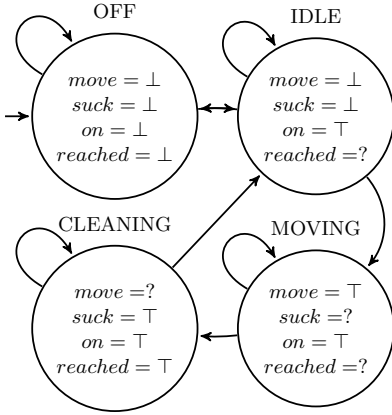 OFF
move = ⊥
suck = ⊥
on = ⊥
reached = ⊥
IDLE
move = ⊥
suck = ⊥
on = ⊤
reached =?
CLEANING
move =?
suck = ⊤
on = ⊤
reached = ⊤
MOVING
move = ⊤
suck =?
on = ⊤
reached =?